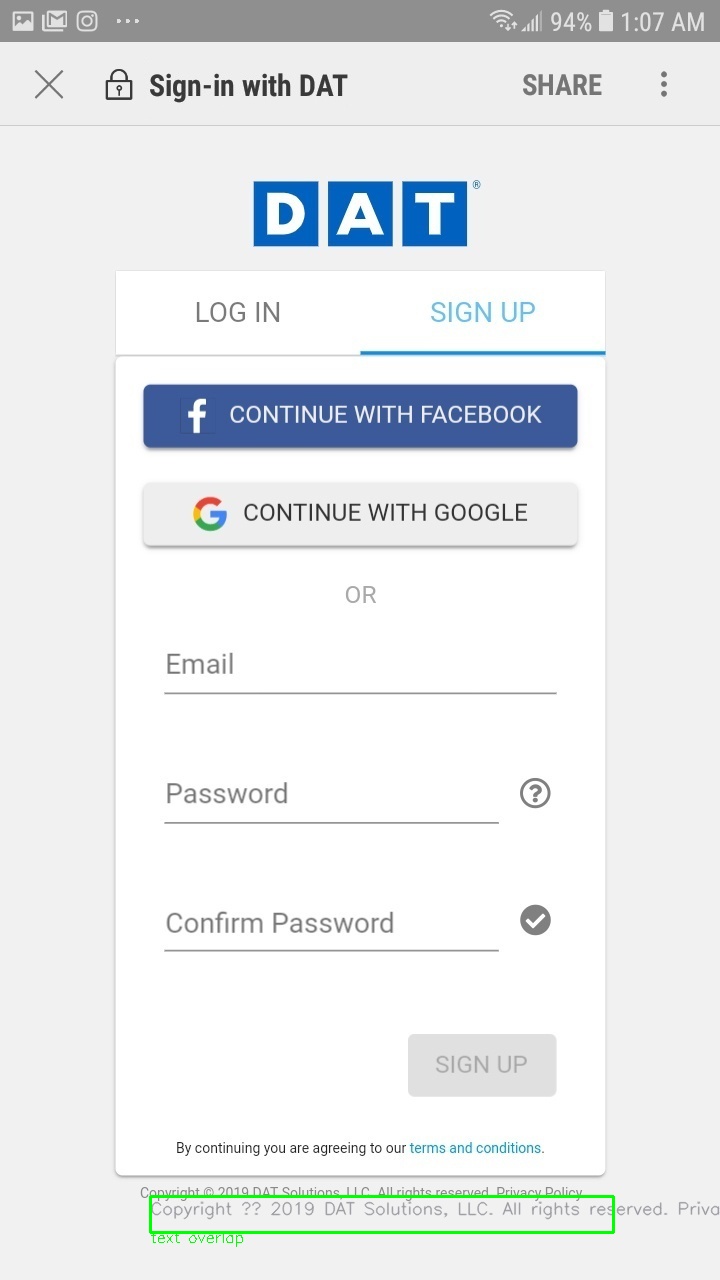 94% 1:07 AM
Sign-in with DAT SHARE
DAT®
LOG IN SIGN UP
f CONTINUE WITH FACEBOOK
G CONTINUE WITH GOOGLE
OR
Email
Password ?
Confirm Password
SIGN UP
By continuing you are agreeing to our terms and conditions.
Copyright © 2019 DAT Solutions, LLC. All rights reserved. Privacy Policy
Copyright ?? 2019 DAT Solutions, LLC. All rights reserved. Priva
text overlap